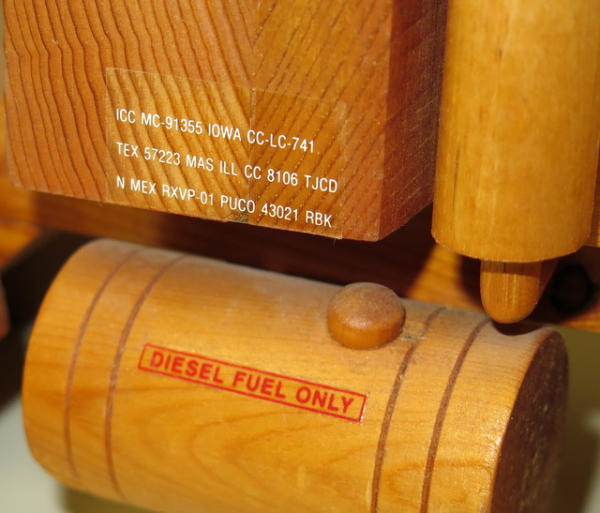 ICC MC-91355 IOWA CC-LC-741
TEX 57223 MAS ILL CC 8106 TJCD
N MEX RXVP-01 PUCO 43021 RBK
DIESEL FUEL ONLY